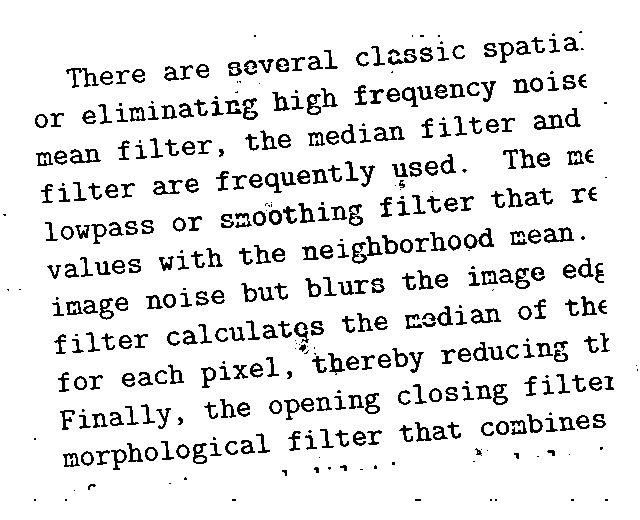 There are several classic spatia
or eliminating high frequency noise
mean filter, the median filter and
filter are frequently used. The me
lowpass or smoothing filter that re
values with the neighborhood mean.
image noise but blurs the image edg
filter calculates the median of the
for each pixel, thereby reducing th
Finally, the opening closing filter
morphological filter that combines